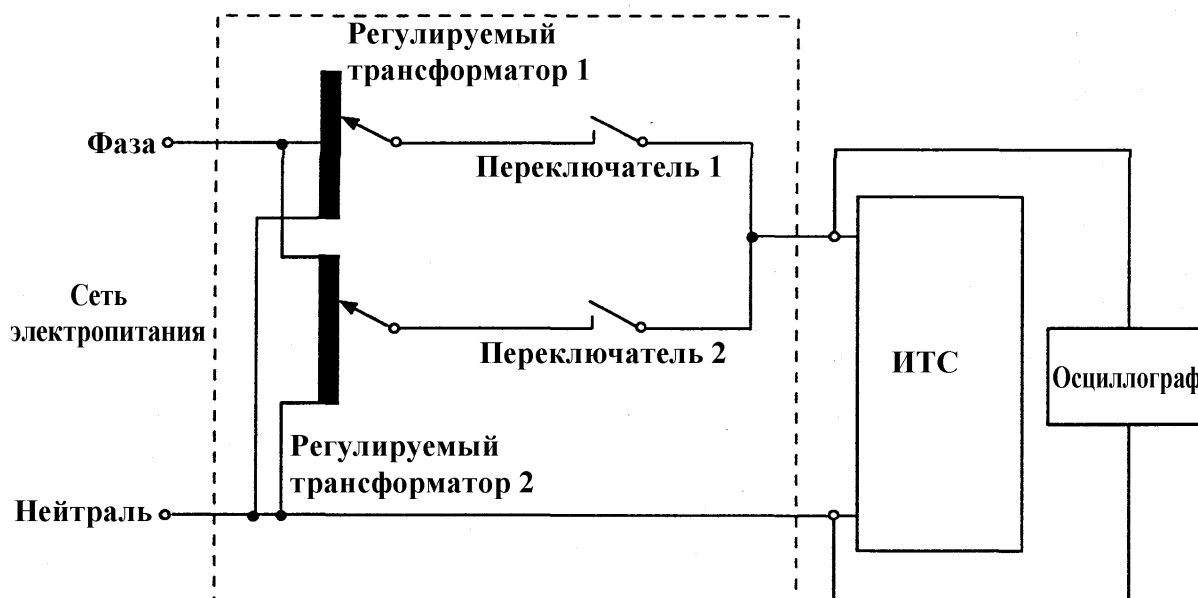 Регулируемый
трансформатор 1
Фаза
Переключатель 1
Сеть
электропитания
Переключатель 2
ИТС
Осциллограф
Регулируемый
трансформатор 2
Нейтраль